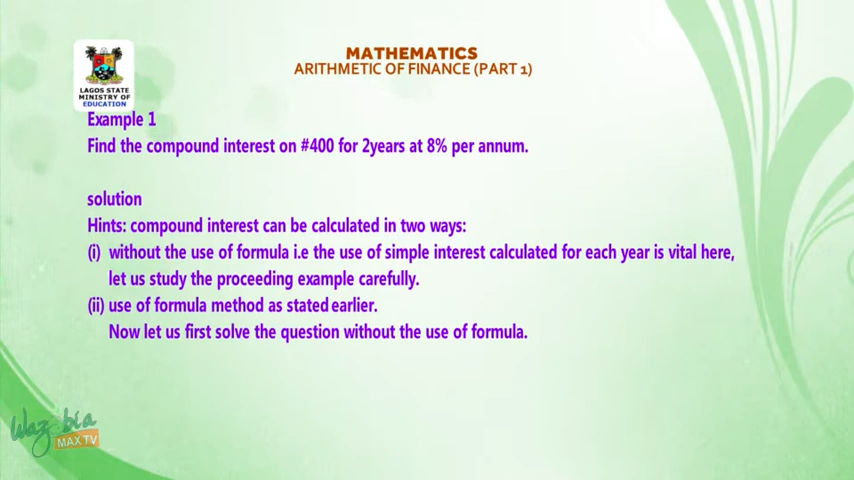 MATHEMATICS
ARITHMETIC OF FINANCE (PART 1)
LAGOS STATE
MINISTRY OF
EDUCATION
Example 1
Find the compound interest on #400 for 2years at 8% per annum.
solution
Hints: compound interest can be calculated in two ways:
(i) without the use of formula i.e the use of simple interest calculated for each year is vital here,
let us study the proceeding example carefully.
(ii) use of formula method as stated earlier.
Now let us first solve the question without the use of formula.
Wazobia
MAX TV